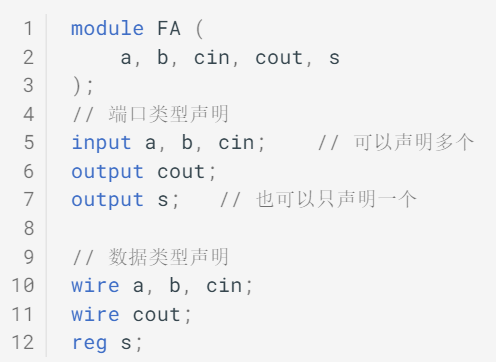 1 module FA (
2     a, b, cin, cout, s
3 );
4 // 端口类型声明
5 input a, b, cin;    // 可以声明多个
6 output cout;
7 output s;   // 也可以只声明一个
8
9 // 数据类型声明
10 wire a, b, cin;
11 wire cout;
12 reg s;